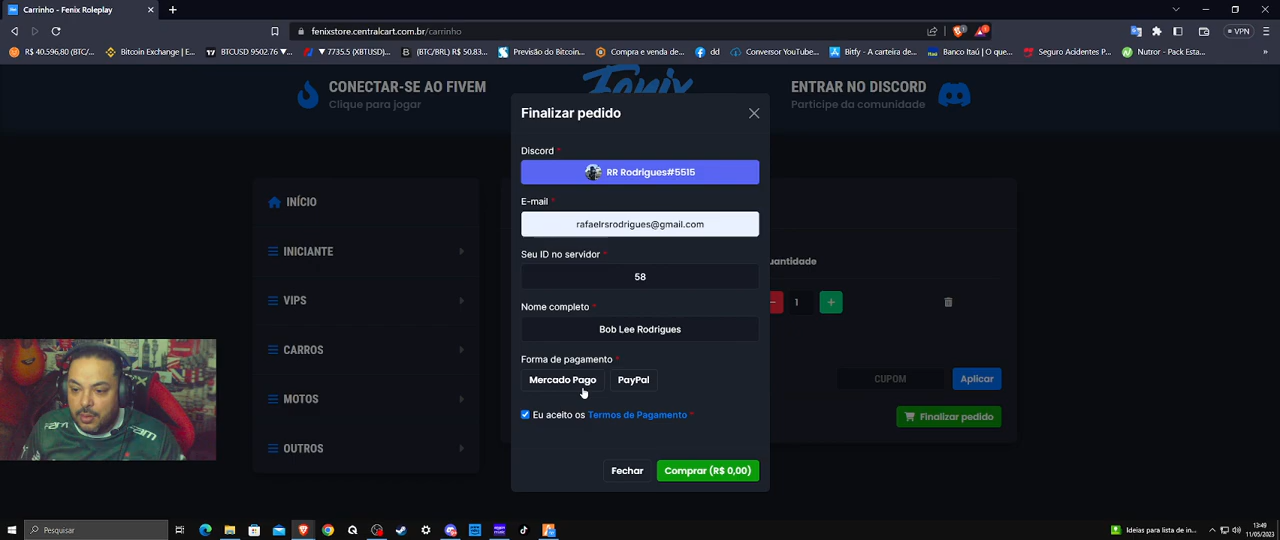 Carrinho - Fenix Roleplay
fenixstore.centralcart.com.br/carrinho
VPN
R$ 40.596,80 (BTC/...
Bitcoin Exchange | E...
BTCUSD 9502.76 ▼...
▲ 7735.5 (XBTUSD)...
(BTC/BRL) R$ 50.83...
Previsão do Bitcoin...
Compra e venda de...
dd
Conversor YouTube...
Bitfy - A carteira de...
Banco Itaú | O que...
Seguro Acidentes P...
Nutror - Pack Esta...
CONECTAR-SE AO FIVEM
Clique para jogar
Fenix
ENTRAR NO DISCORD
Participe da comunidade
INÍCIO
INICIANTE
VIPS
CARROS
MOTOS
OUTROS
Finalizar pedido
Discord *
RR Rodrigues#5515
E-mail *
rafaelrsrodrigues@gmail.com
Seu ID no servidor *
58
Nome completo *
Bob Lee Rodrigues
Forma de pagamento *
Mercado Pago
PayPal
Eu aceito os Termos de Pagamento *
Fechar
Comprar (R$ 0,00)
uantidade
1
CUPOM
Aplicar
Finalizar pedido
Pesquisar
Ideias para lista de in...
13:49
11/05/2023